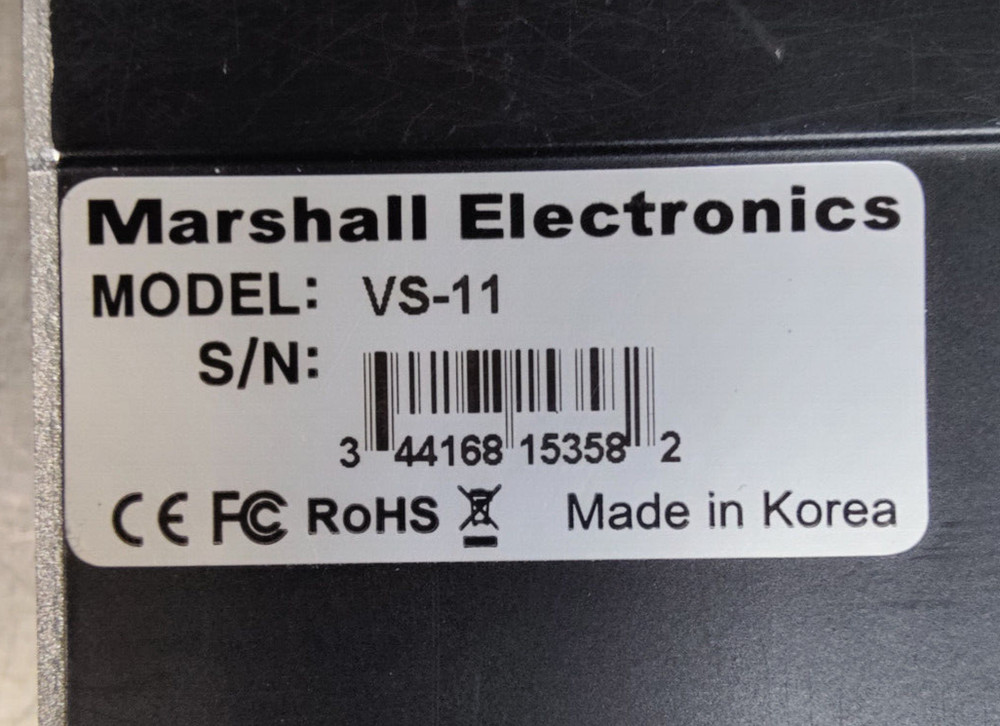 Marshall Electronics
MODEL: VS-11
S/N:
3 44168 15358 2
CE FC RoHS Made in Korea